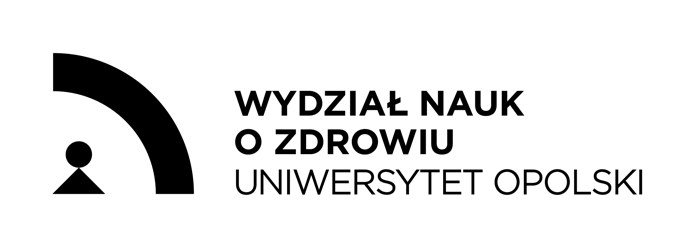 WYDZIAŁ NAUK
O ZDROWIU
UNIWERSYTET OPOLSKI